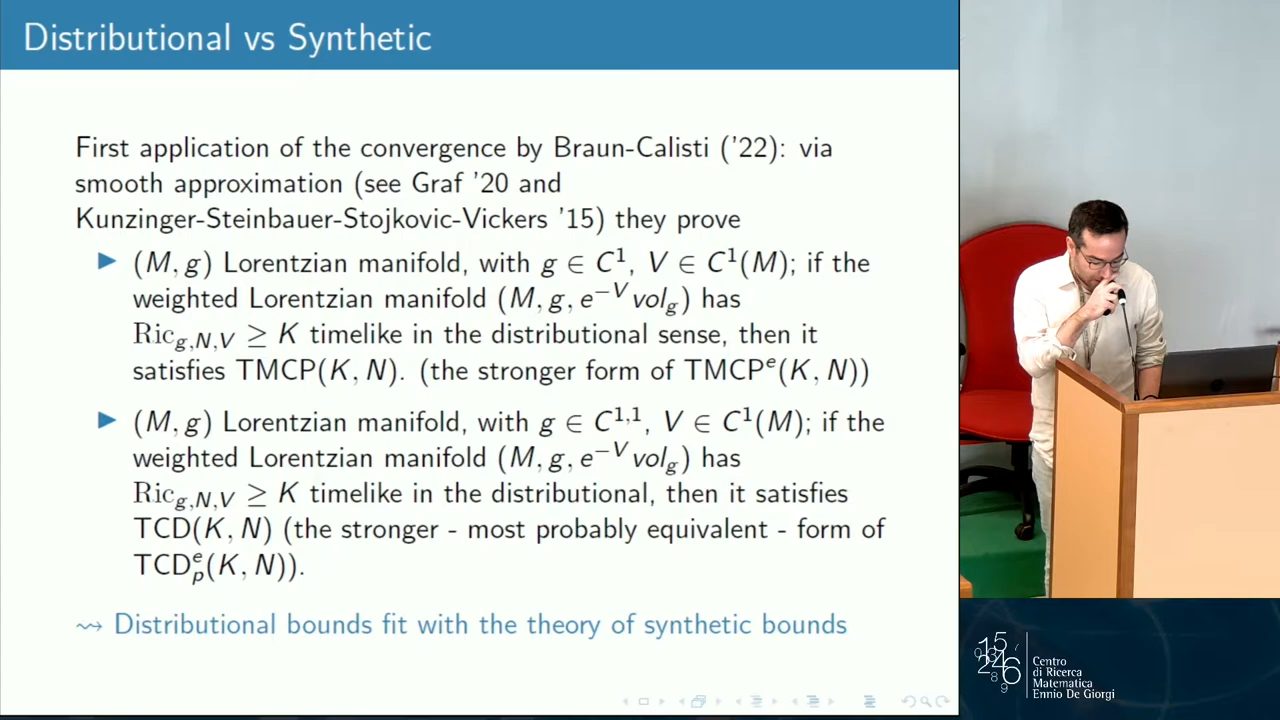 Distributional vs Synthetic
First application of the convergence by Braun-Calisti ('22): via
smooth approximation (see Graf '20 and
Kunzinger-Steinbauer-Stojkovic-Vickers '15) they prove
▶ (M, g) Lorentzian manifold, with g ∈ C¹, V ∈ C¹(M); if the
weighted Lorentzian manifold (M, g, e⁻ⱽ vol_g) has
Ric_{g,N,V} ≥ K timelike in the distributional sense, then it
satisfies TMCP(K, N). (the stronger form of TMCPᵉ(K, N))
▶ (M, g) Lorentzian manifold, with g ∈ C^{1,1}, V ∈ C¹(M); if the
weighted Lorentzian manifold (M, g, e⁻ⱽ vol_g) has
Ric_{g,N,V} ≥ K timelike in the distributional, then it satisfies
TCD(K, N) (the stronger - most probably equivalent - form of
TCD^e_p(K, N)).
⇝ Distributional bounds fit with the theory of synthetic bounds
Centro
di Ricerca
Matematica
Ennio De Giorgi